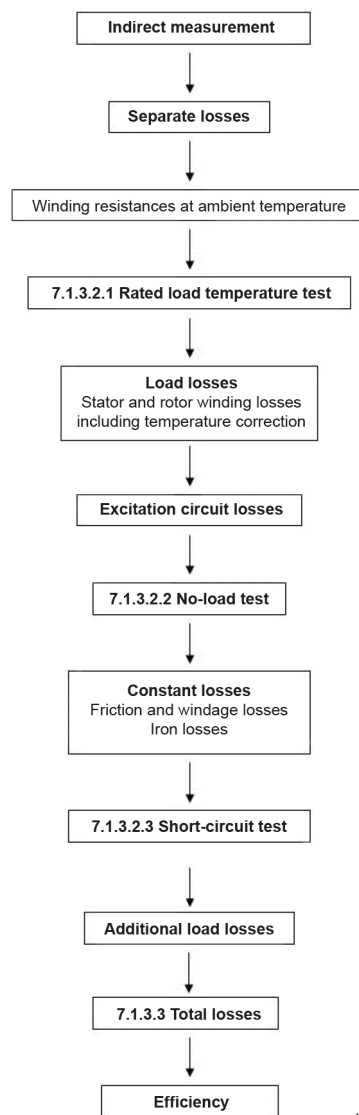 Indirect measurement
Separate losses
Winding resistances at ambient temperature
7.1.3.2.1 Rated load temperature test
Load losses
Stator and rotor winding losses
including temperature correction
Excitation circuit losses
7.1.3.2.2 No-load test
Constant losses
Friction and windage losses
Iron losses
7.1.3.2.3 Short-circuit test
Additional load losses
7.1.3.3 Total losses
Efficiency